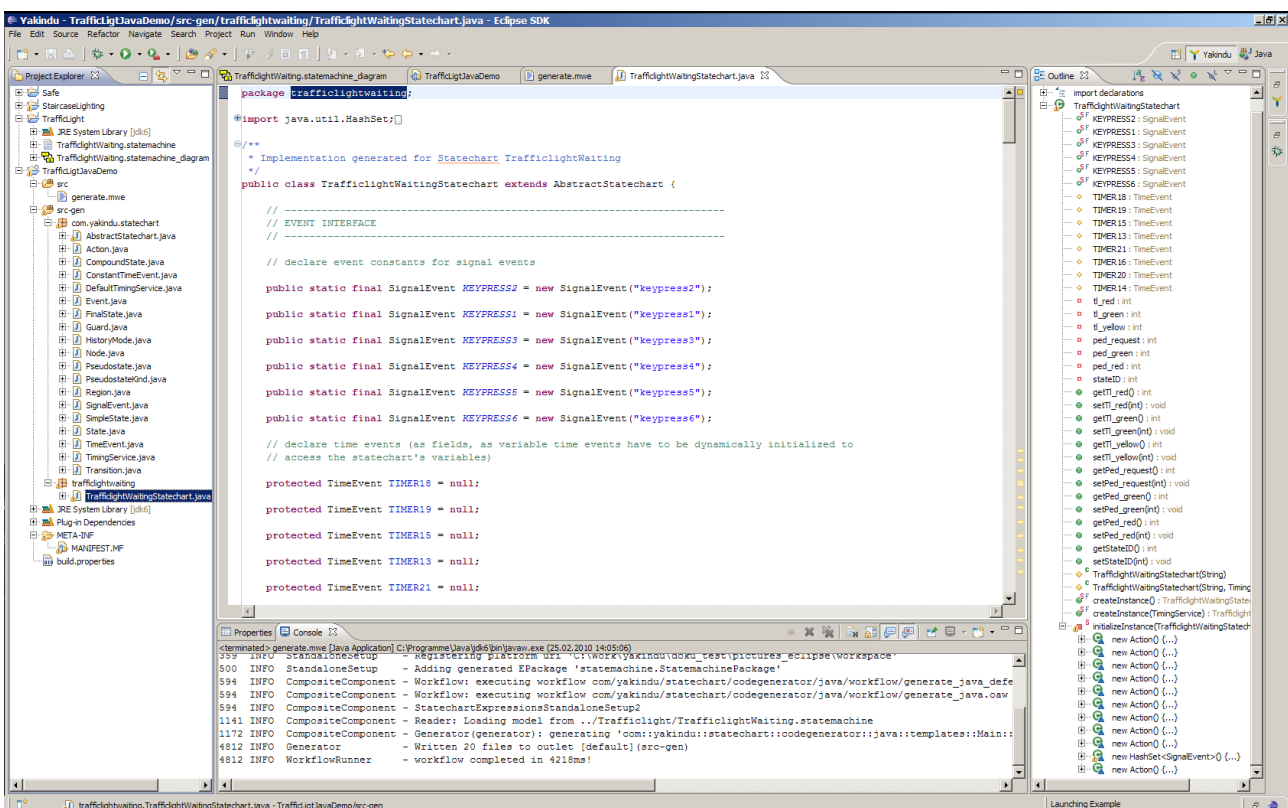 Yakindu - TrafficLigtJavaDemo/src-gen/trafficlightwaiting/TrafficlightWaitingStatechart.java - Eclipse SDK
File Edit Source Refactor Navigate Search Project Run Window Help
Yakindu Java
Project Explorer
Safe
StaircaseLighting
TrafficLight
JRE System Library [jdk6]
TrafficlightWaiting.statemachine
TrafficlightWaiting.statemachine_diagram
TrafficLigtJavaDemo
src
generate.mwe
src-gen
com.yakindu.statechart
AbstractStatechart.java
Action.java
CompoundState.java
ConstantTimeEvent.java
DefaultTimingService.java
Event.java
FinalState.java
Guard.java
HistoryMode.java
Node.java
Pseudostate.java
PseudostateKind.java
Region.java
SignalEvent.java
SimpleState.java
State.java
TimeEvent.java
TimingService.java
Transition.java
trafficlightwaiting
TrafficlightWaitingStatechart.java
JRE System Library [jdk6]
Plug-in Dependencies
META-INF
MANIFEST.MF
build.properties
TrafficlightWaiting.statemachine_diagram TrafficLigtJavaDemo generate.mwe TrafficlightWaitingStatechart.java
package trafficlightwaiting;
import java.util.HashSet;
/**
* Implementation generated for Statechart TrafficlightWaiting
*/
public class TrafficlightWaitingStatechart extends AbstractStatechart {
// ------------------------------------------------------------------------
// EVENT INTERFACE
// ------------------------------------------------------------------------
// declare event constants for signal events
public static final SignalEvent KEYPRESS2 = new SignalEvent("keypress2");
public static final SignalEvent KEYPRESS1 = new SignalEvent("keypress1");
public static final SignalEvent KEYPRESS3 = new SignalEvent("keypress3");
public static final SignalEvent KEYPRESS4 = new SignalEvent("keypress4");
public static final SignalEvent KEYPRESS5 = new SignalEvent("keypress5");
public static final SignalEvent KEYPRESS6 = new SignalEvent("keypress6");
// declare time events (as fields, as variable time events have to be dynamically initialized to
// access the statechart's variables)
protected TimeEvent TIMER18 = null;
protected TimeEvent TIMER19 = null;
protected TimeEvent TIMER15 = null;
protected TimeEvent TIMER13 = null;
protected TimeEvent TIMER21 = null;
Properties Console
<terminated> generate.mwe [Java Application] C:\Programme\Java\jdk6\bin\javaw.exe (25.02.2010 14:05:06)
359 INFO StandaloneSetup - Registering platform uri 'C:\Work\yakindu\doku_test\pictures_eclipse\workspace'
500 INFO StandaloneSetup - Adding generated EPackage 'statemachine.StatemachinePackage'
594 INFO CompositeComponent - Workflow: executing workflow com/yakindu/statechart/codegenerator/java/workflow/generate_java_defe
594 INFO CompositeComponent - Workflow: executing workflow com/yakindu/statechart/codegenerator/java/workflow/generate_java.oaw
594 INFO CompositeComponent - StatechartExpressionsStandaloneSetup2
1141 INFO CompositeComponent - Reader: Loading model from ../Trafficlight/TrafficlightWaiting.statemachine
1172 INFO CompositeComponent - Generator(generator): generating 'com::yakindu::statechart::codegenerator::java::templates::Main::
4812 INFO Generator - Written 20 files to outlet [default](src-gen)
4812 INFO WorkflowRunner - workflow completed in 4218ms!
Outline
import declarations
TrafficlightWaitingStatechart
KEYPRESS2 : SignalEvent
KEYPRESS1 : SignalEvent
KEYPRESS3 : SignalEvent
KEYPRESS4 : SignalEvent
KEYPRESS5 : SignalEvent
KEYPRESS6 : SignalEvent
TIMER18 : TimeEvent
TIMER19 : TimeEvent
TIMER15 : TimeEvent
TIMER13 : TimeEvent
TIMER21 : TimeEvent
TIMER16 : TimeEvent
TIMER20 : TimeEvent
TIMER14 : TimeEvent
tl_red : int
tl_green : int
tl_yellow : int
ped_request : int
ped_green : int
ped_red : int
stateID : int
getTl_red() : int
setTl_red(int) : void
getTl_green() : int
setTl_green(int) : void
getTl_yellow() : int
setTl_yellow(int) : void
getPed_request() : int
setPed_request(int) : void
getPed_green() : int
setPed_green(int) : void
getPed_red() : int
setPed_red(int) : void
getStateID() : int
setStateID(int) : void
TrafficlightWaitingStatechart(String)
TrafficlightWaitingStatechart(String, Timing
createInstance() : TrafficlightWaitingState
createInstance(TimingService) : Trafficlight
initializeInstance(TrafficlightWaitingStatech
new Action() {...}
new Action() {...}
new Action() {...}
new Action() {...}
new Action() {...}
new Action() {...}
new Action() {...}
new Action() {...}
new Action() {...}
new HashSet<SignalEvent>() {...}
new Action() {...}
trafficlightwaiting.TrafficlightWaitingStatechart.java - TrafficLigtJavaDemo/src-gen
Launching Example